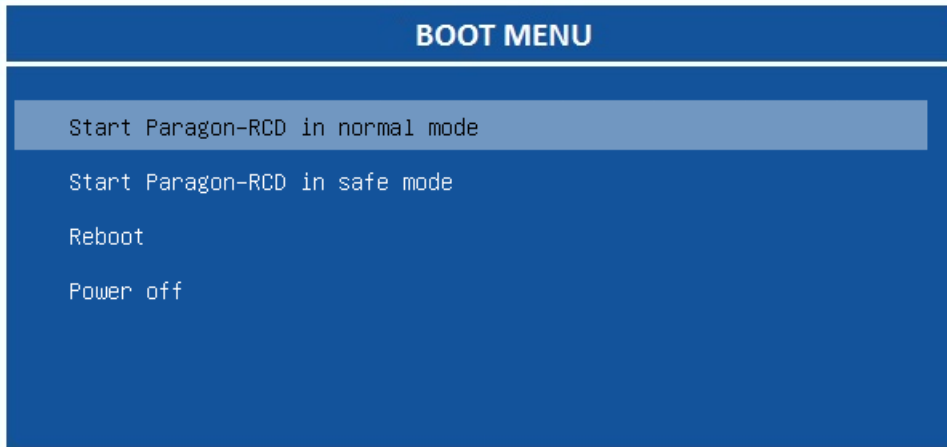 BOOT MENU
Start Paragon-RCD in normal mode
Start Paragon-RCD in safe mode
Reboot
Power off